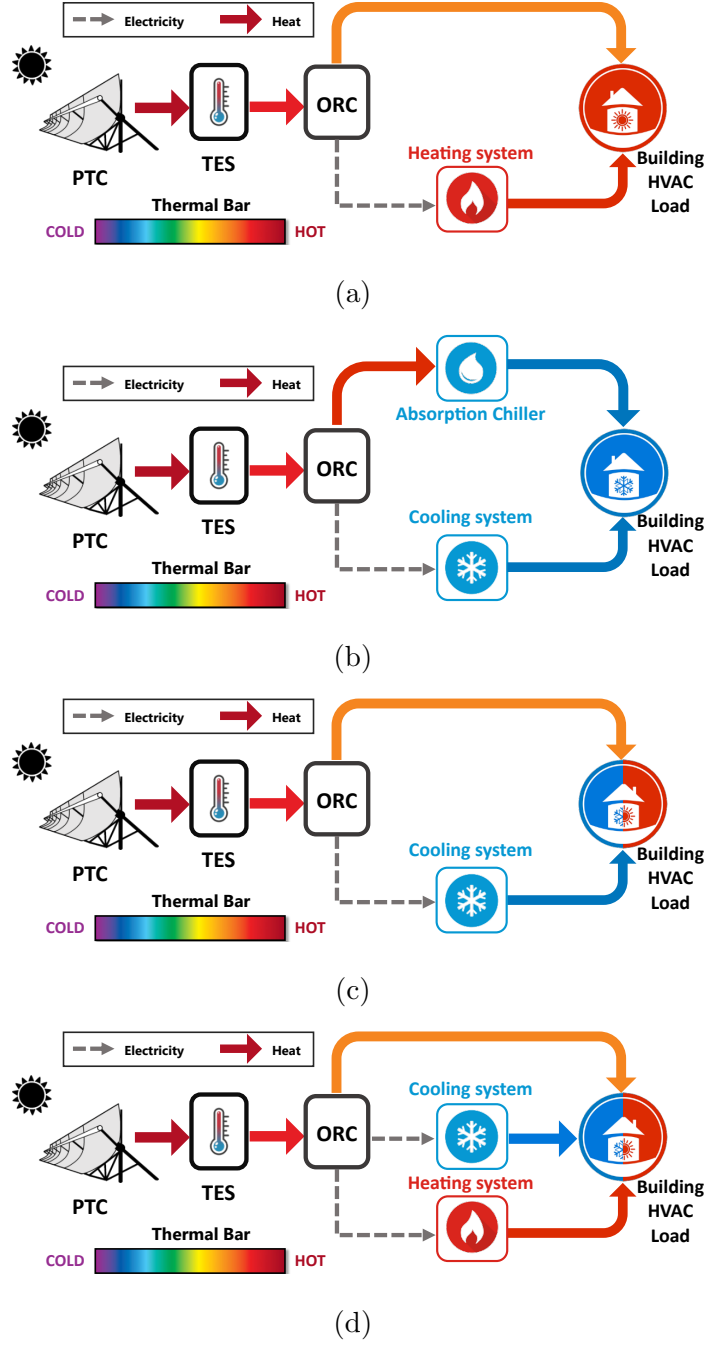 Electricity Heat
ORC
PTC
TES
Heating system
Building
HVAC
Load
Thermal Bar
COLD HOT
(a)
Electricity Heat
Absorption Chiller
ORC
PTC
TES
Cooling system
Building
HVAC
Load
Thermal Bar
COLD HOT
(b)
Electricity Heat
ORC
PTC
TES
Cooling system
Building
HVAC
Load
Thermal Bar
COLD HOT
(c)
Electricity Heat
Cooling system
ORC
PTC
TES
Heating system
Building
HVAC
Load
Thermal Bar
COLD HOT
(d)